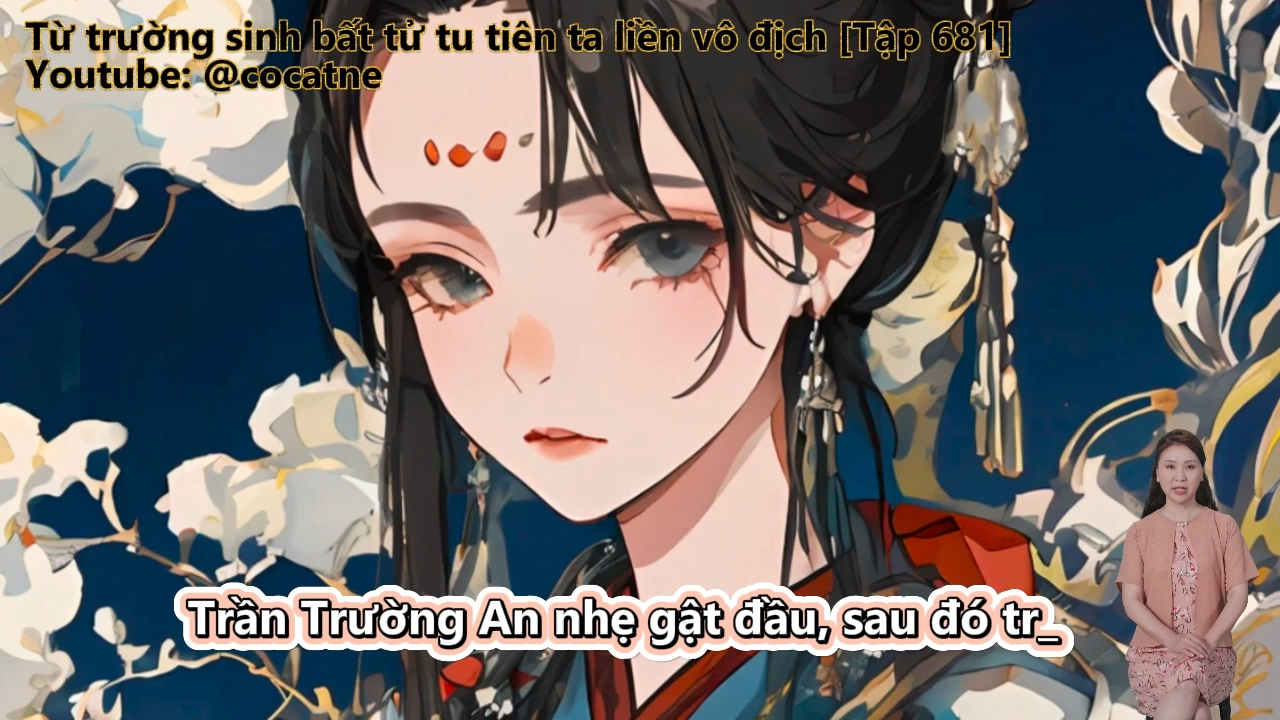 Từ trường sinh bất tử tu tiên ta liền vô địch [Tập 681]
Youtube: @cocatne
Trần Trường An nhẹ gật đầu, sau đó tr_